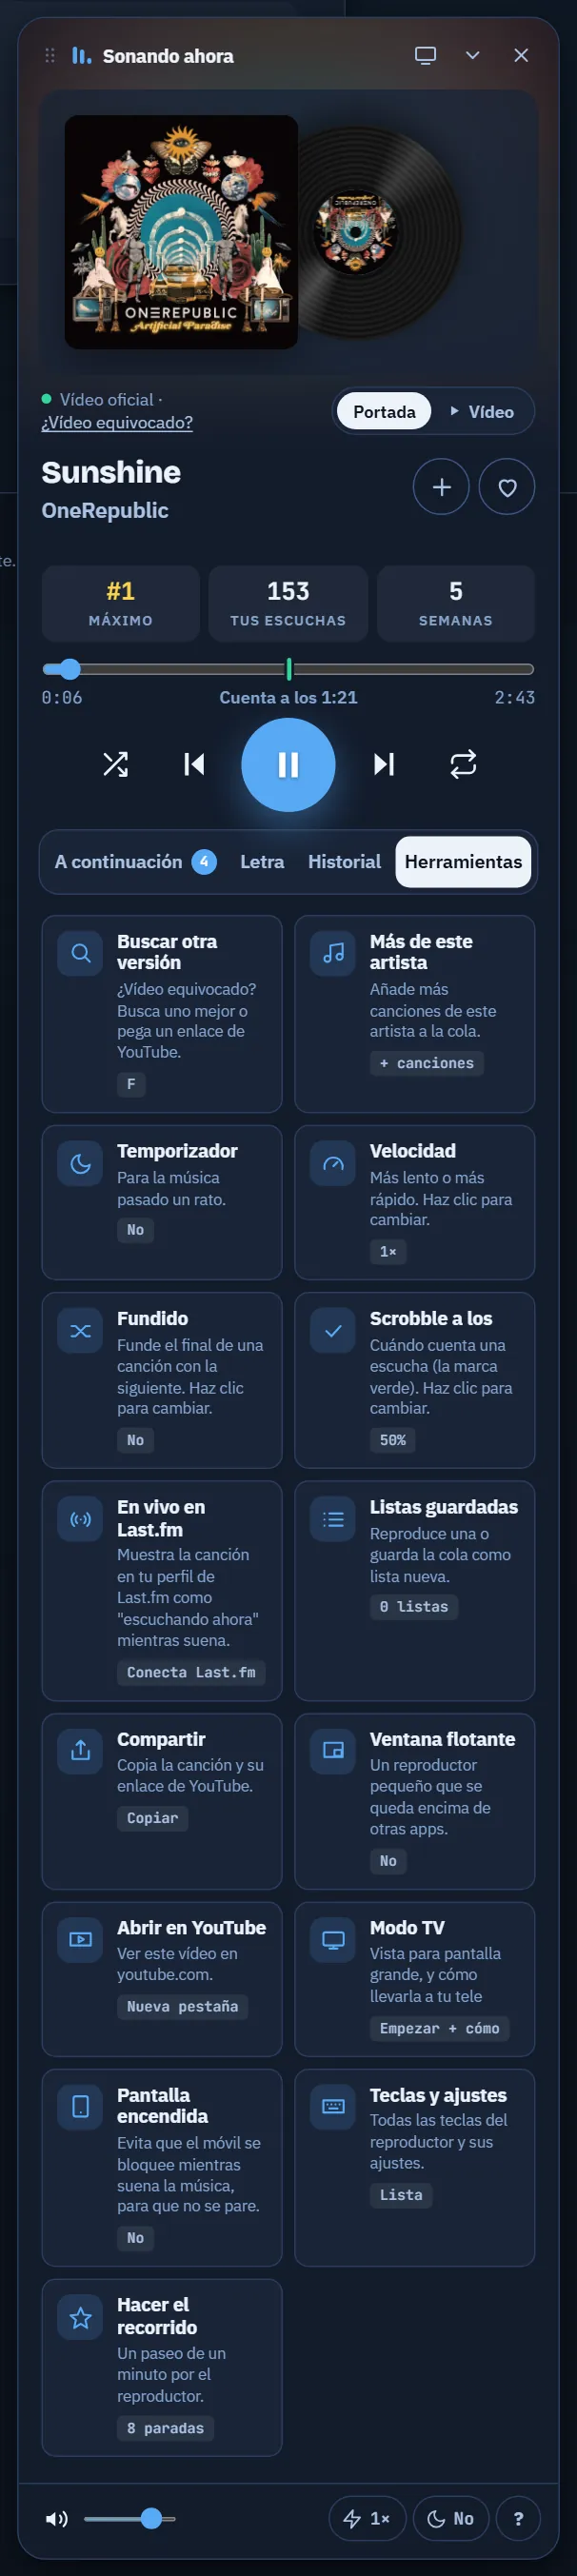 Sonando ahora
ONEREPUBLIC
Artificial Paradise
Vídeo oficial ·
¿Vídeo equivocado?
Portada
Vídeo
Sunshine
OneRepublic
te.
#1
MÁXIMO
153
TUS ESCUCHAS
5
SEMANAS
0:06
Cuenta a los 1:21
2:43
A continuación 4
Letra
Historial
Herramientas
Buscar otra
versión
¿Vídeo equivocado?
Busca uno mejor o
pega un enlace de
YouTube.
F
Más de este
artista
Añade más
canciones de este
artista a la cola.
+ canciones
Temporizador
Para la música
pasado un rato.
No
Velocidad
Más lento o más
rápido. Haz clic para
cambiar.
1×
Fundido
Funde el final de una
canción con la
siguiente. Haz clic
para cambiar.
No
Scrobble a los
Cuándo cuenta una
escucha (la marca
verde). Haz clic para
cambiar.
50%
En vivo en
Last.fm
Muestra la canción
en tu perfil de
Last.fm como
"escuchando ahora"
mientras suena.
Conecta Last.fm
Listas guardadas
Reproduce una o
guarda la cola como
lista nueva.
0 listas
Compartir
Copia la canción y su
enlace de YouTube.
Copiar
Ventana flotante
Un reproductor
pequeño que se
queda encima de
otras apps.
No
Abrir en YouTube
Ver este vídeo en
youtube.com.
Nueva pestaña
Modo TV
Vista para pantalla
grande, y cómo
llevarla a tu tele
Empezar + cómo
Pantalla
encendida
Evita que el móvil se
bloquee mientras
suena la música,
para que no se pare.
No
Teclas y ajustes
Todas las teclas del
reproductor y sus
ajustes.
Lista
Hacer el
recorrido
Un paseo de un
minuto por el
reproductor.
8 paradas
1×
No
?